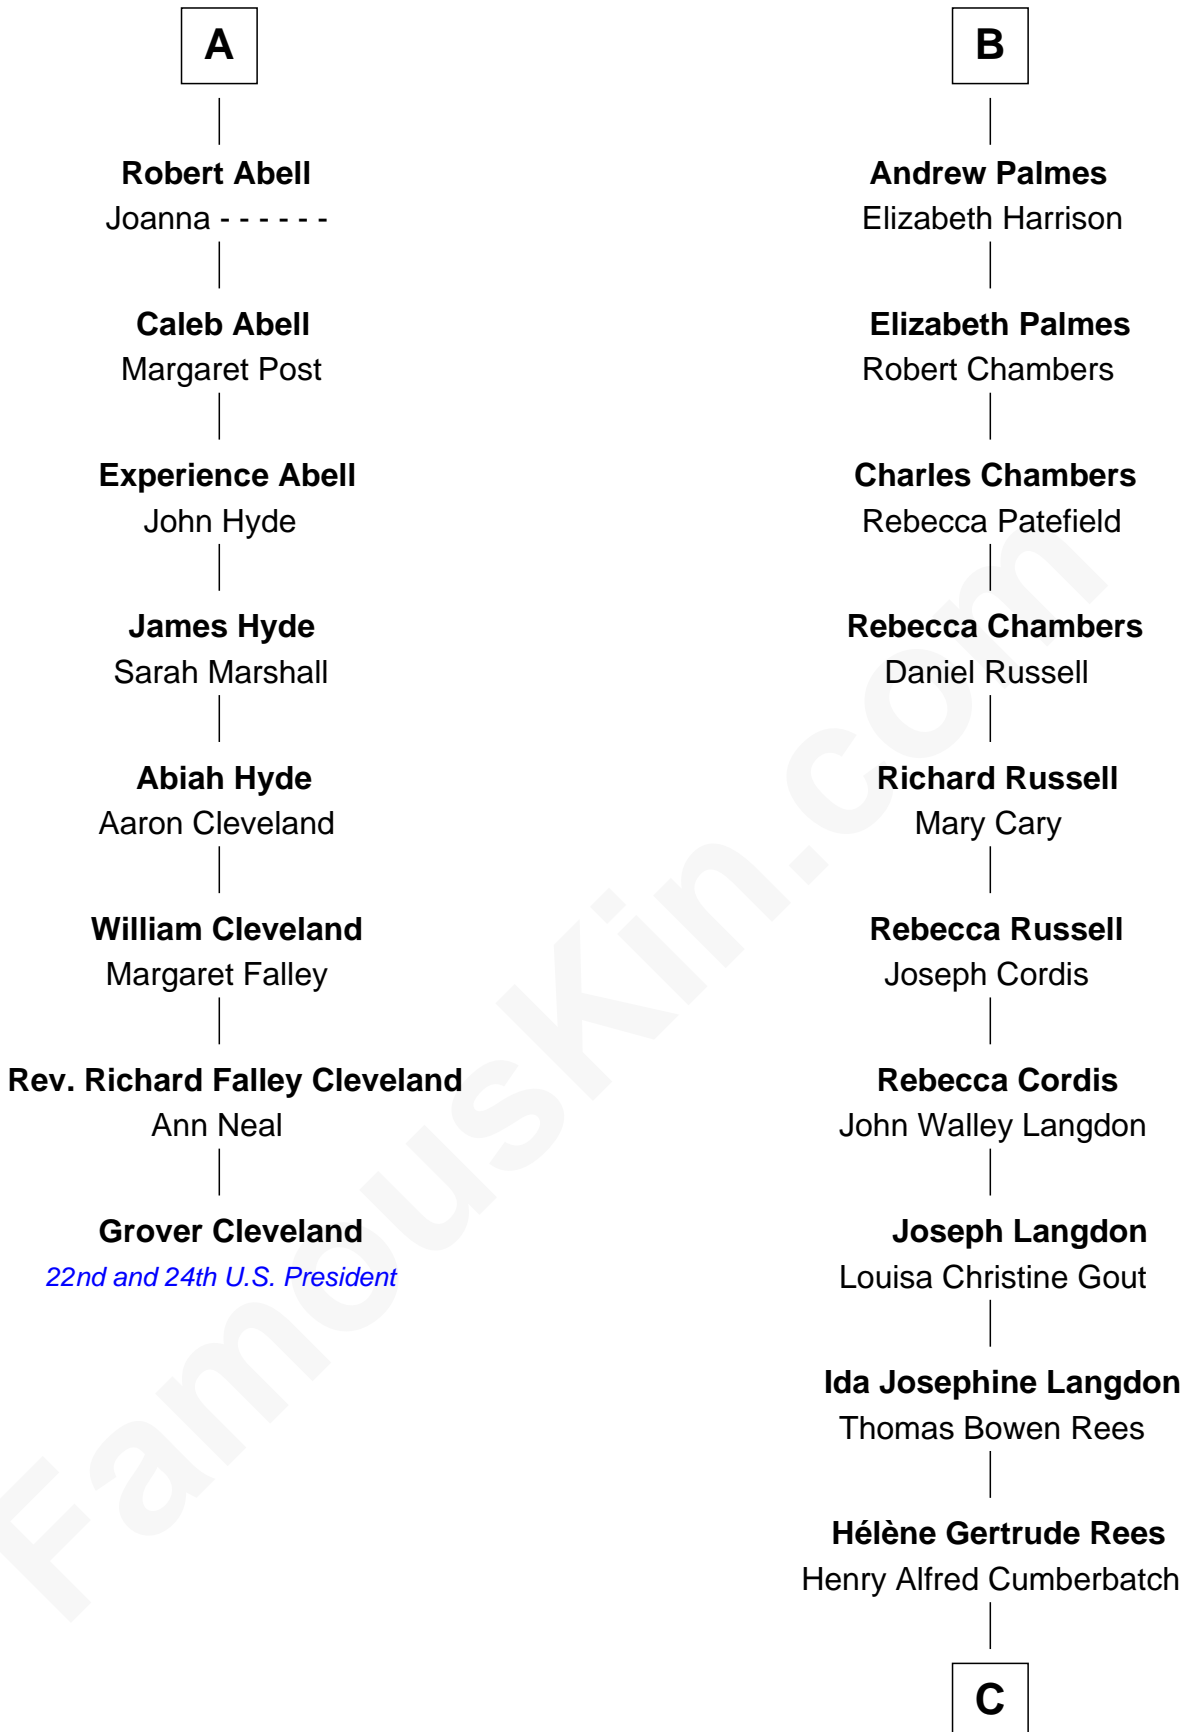 A
Robert Abell
Joanna - - - - - -
Caleb Abell
Margaret Post
Experience Abell
John Hyde
James Hyde
Sarah Marshall
Abiah Hyde
Aaron Cleveland
William Cleveland
Margaret Falley
Rev. Richard Falley Cleveland
Ann Neal
Grover Cleveland
22nd and 24th U.S. President
B
Andrew Palmes
Elizabeth Harrison
Elizabeth Palmes
Robert Chambers
Charles Chambers
Rebecca Patefield
Rebecca Chambers
Daniel Russell
Richard Russell
Mary Cary
Rebecca Russell
Joseph Cordis
Rebecca Cordis
John Walley Langdon
Joseph Langdon
Louisa Christine Gout
Ida Josephine Langdon
Thomas Bowen Rees
Hélène Gertrude Rees
Henry Alfred Cumberbatch
C
FamousKin.com